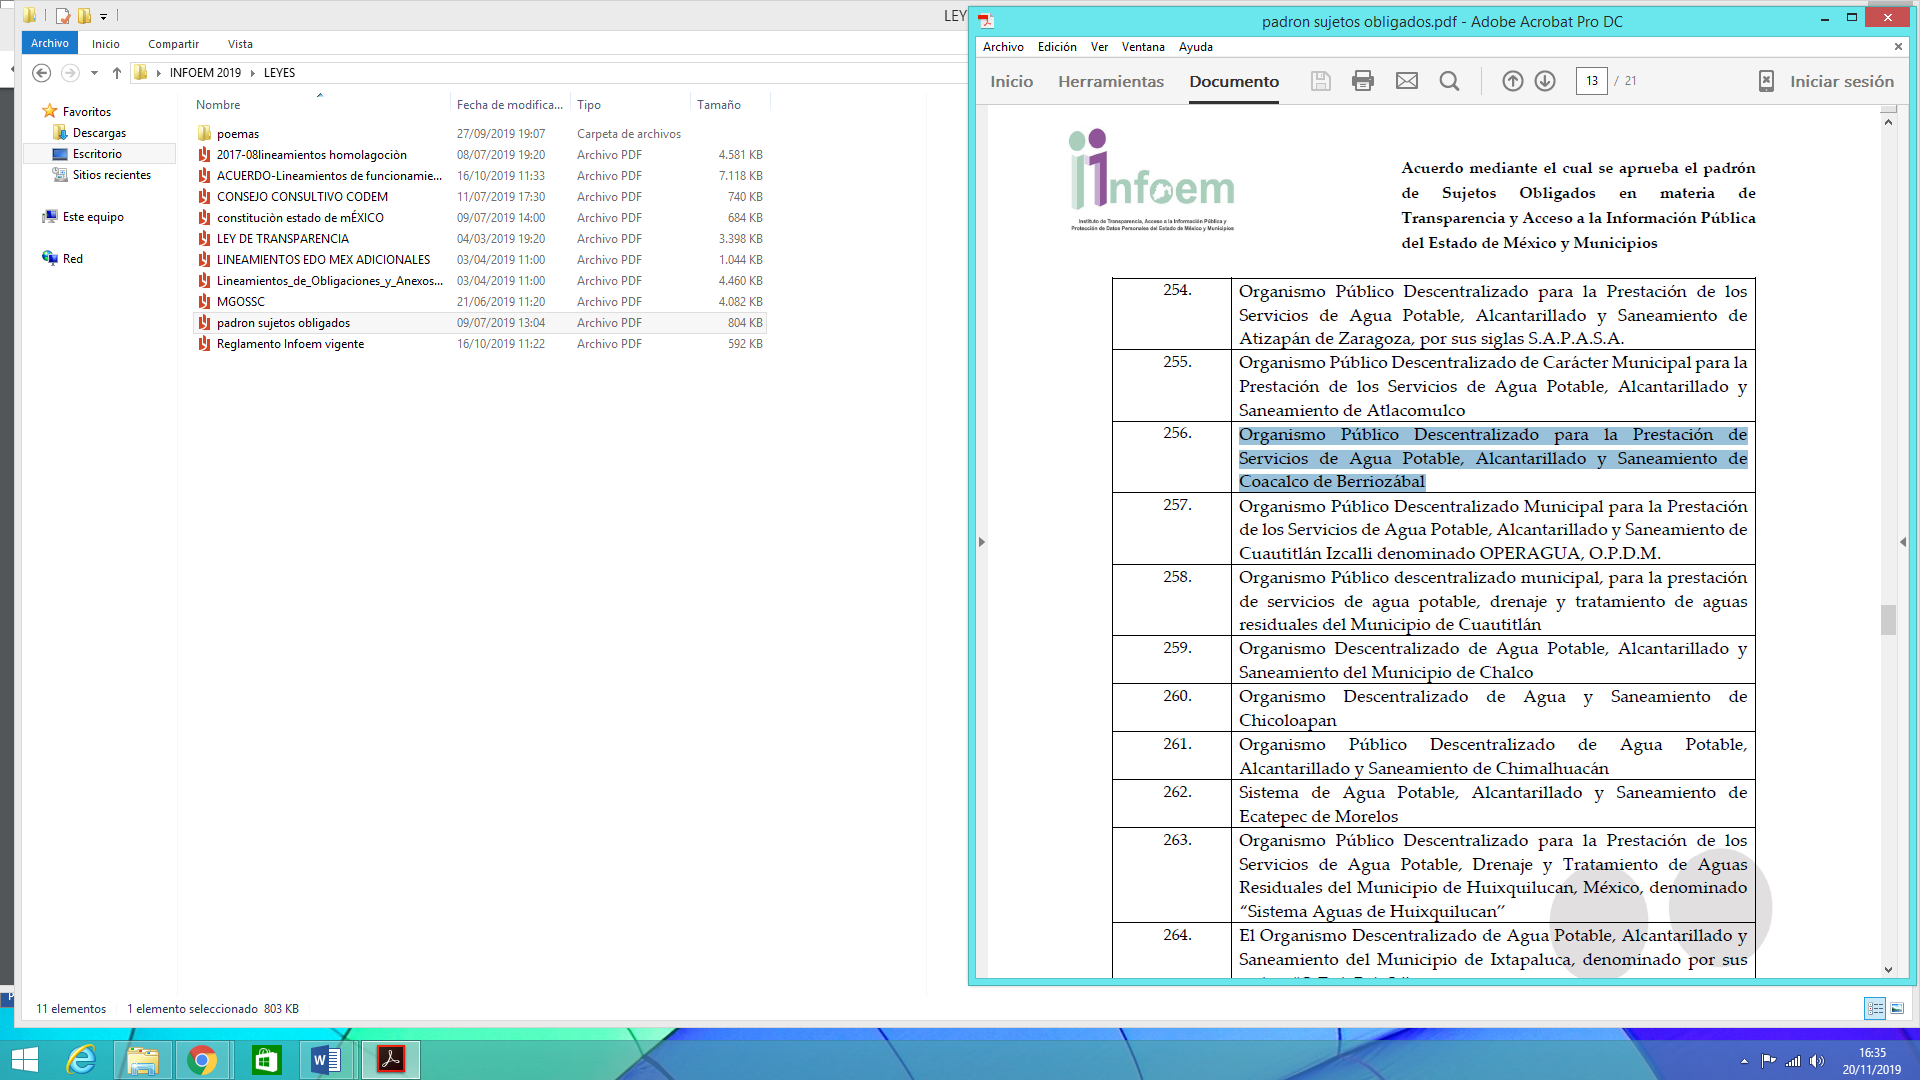 LEY
Archivo Inicio Compartir Vista
INFOEM 2019 LEYES
Favoritos
Descargas
Escritorio
Sitios recientes
Este equipo
Red
Nombre Fecha de modifica... Tipo Tamaño
poemas 27/09/2019 19:07 Carpeta de archivos
2017-08lineamientos homolagociòn 08/07/2019 19:20 Archivo PDF 4.581 KB
ACUERDO-Lineamientos de funcionamie... 16/10/2019 11:33 Archivo PDF 7.118 KB
CONSEJO CONSULTIVO CODEM 11/07/2019 17:30 Archivo PDF 740 KB
constituciòn estado de mÉXICO 09/07/2019 14:00 Archivo PDF 684 KB
LEY DE TRANSPARENCIA 04/03/2019 19:20 Archivo PDF 3.398 KB
LINEAMIENTOS EDO MEX ADICIONALES 03/04/2019 11:00 Archivo PDF 1.044 KB
Lineamientos_de_Obligaciones_y_Anexos... 03/04/2019 11:00 Archivo PDF 4.460 KB
MGOSSC 21/06/2019 11:20 Archivo PDF 4.082 KB
padron sujetos obligados 09/07/2019 13:04 Archivo PDF 804 KB
Reglamento Infoem vigente 16/10/2019 11:22 Archivo PDF 592 KB
11 elementos 1 elemento seleccionado 803 KB
padron sujetos obligados.pdf - Adobe Acrobat Pro DC
Archivo Edición Ver Ventana Ayuda
Inicio Herramientas Documento 13 / 21 Iniciar sesión
infoem
Instituto de Transparencia, Acceso a la Información Pública y
Protección de Datos Personales del Estado de México y Municipios
Acuerdo mediante el cual se aprueba el padrón
de Sujetos Obligados en materia de
Transparencia y Acceso a la Información Pública
del Estado de México y Municipios
254. Organismo Público Descentralizado para la Prestación de los
Servicios de Agua Potable, Alcantarillado y Saneamiento de
Atizapán de Zaragoza, por sus siglas S.A.P.A.S.A.
255. Organismo Público Descentralizado de Carácter Municipal para la
Prestación de los Servicios de Agua Potable, Alcantarillado y
Saneamiento de Atlacomulco
256. Organismo Público Descentralizado para la Prestación de
Servicios de Agua Potable, Alcantarillado y Saneamiento de
Coacalco de Berriozábal
257. Organismo Público Descentralizado Municipal para la Prestación
de los Servicios de Agua Potable, Alcantarillado y Saneamiento de
Cuautitlán Izcalli denominado OPERAGUA, O.P.D.M.
258. Organismo Público descentralizado municipal, para la prestación
de servicios de agua potable, drenaje y tratamiento de aguas
residuales del Municipio de Cuautitlán
259. Organismo Descentralizado de Agua Potable, Alcantarillado y
Saneamiento del Municipio de Chalco
260. Organismo Descentralizado de Agua y Saneamiento de
Chicoloapan
261. Organismo Público Descentralizado de Agua Potable,
Alcantarillado y Saneamiento de Chimalhuacán
262. Sistema de Agua Potable, Alcantarillado y Saneamiento de
Ecatepec de Morelos
263. Organismo Público Descentralizado para la Prestación de los
Servicios de Agua Potable, Drenaje y Tratamiento de Aguas
Residuales del Municipio de Huixquilucan, México, denominado
“Sistema Aguas de Huixquilucan”
264. El Organismo Descentralizado de Agua Potable, Alcantarillado y
Saneamiento del Municipio de Ixtapaluca, denominado por sus
16:35
20/11/2019